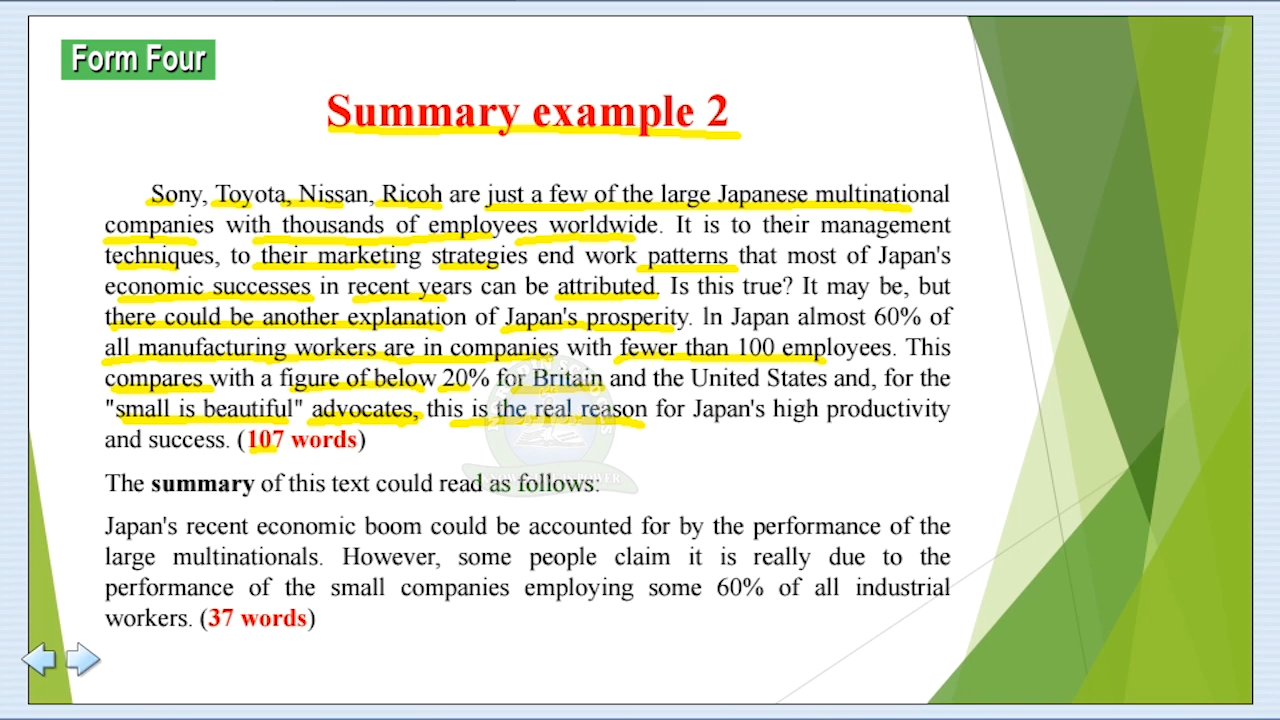 Form Four
7
Summary example 2
Sony, Toyota, Nissan, Ricoh are just a few of the large Japanese multinational
companies with thousands of employees worldwide. It is to their management
techniques, to their marketing strategies end work patterns that most of Japan's
economic successes in recent years can be attributed. Is this true? It may be, but
there could be another explanation of Japan's prosperity. ln Japan almost 60% of
all manufacturing workers are in companies with fewer than 100 employees. This
compares with a figure of below 20% for Britain and the United States and, for the
"small is beautiful" advocates, this is the real reason for Japan's high productivity
and success. (107 words)
The summary of this text could read as follows:
Japan's recent economic boom could be accounted for by the performance of the
large multinationals. However, some people claim it is really due to the
performance of the small companies employing some 60% of all industrial
workers. (37 words)